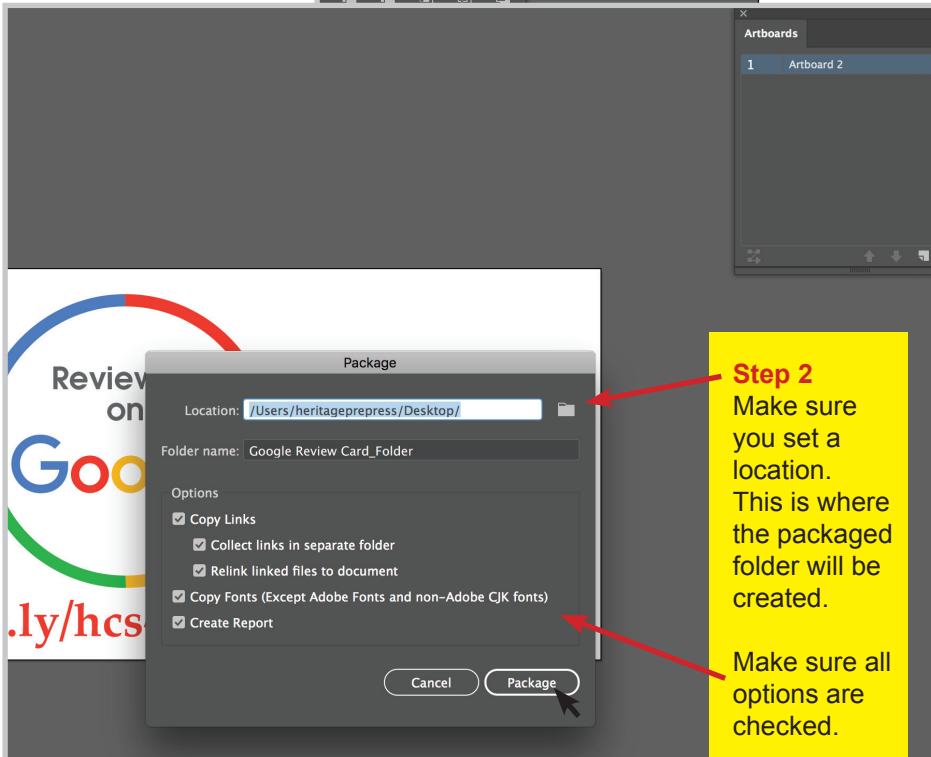 Artboards
1 Artboard 2
Review
on
Goo
.ly/hcs-
Package
Location: /Users/heritageprepress/Desktop/
Folder name: Google Review Card_Folder
Options
Copy Links
Collect links in separate folder
Relink linked files to document
Copy Fonts (Except Adobe Fonts and non-Adobe CJK fonts)
Create Report
Cancel Package
Step 2
Make sure
you set a
location.
This is where
the packaged
folder will be
created.
Make sure all
options are
checked.